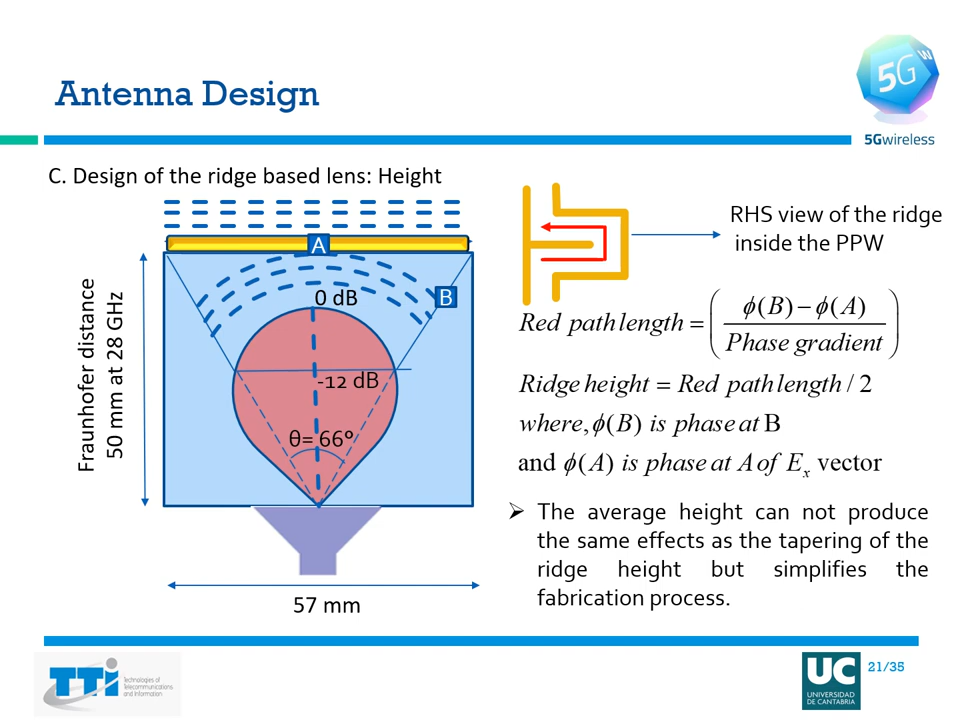 Antenna Design
5G
W
5Gwireless
C. Design of the ridge based lens: Height
A
B
0 dB
-12 dB
θ= 66°
Fraunhofer distance
50 mm at 28 GHz
57 mm
RHS view of the ridge
inside the PPW
Red path length = ( ϕ(B) − ϕ(A) / Phase gradient )
Ridge height = Red path length / 2
where, ϕ(B) is phase at B
and ϕ(A) is phase at A of Eₓ vector
➢ The average height can not produce
the same effects as the tapering of the
ridge height but simplifies the
fabrication process.
TTi
Technologies of
Telecommunications
and Information
UC
UNIVERSIDAD
DE CANTABRIA
21/35